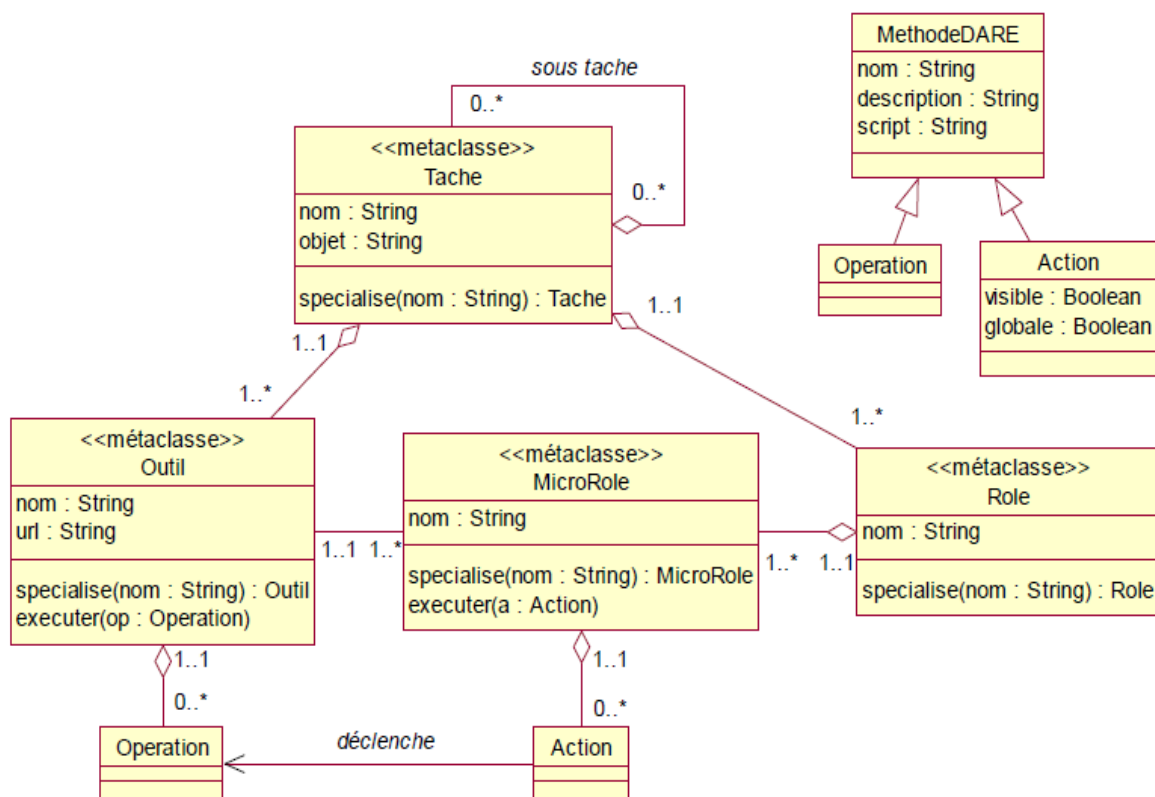 MethodeDARE
nom : String
description : String
script : String
sous tache
0..*
<<metaclasse>>
Tache
nom : String
objet : String
specialise(nom : String) : Tache
0..*
Operation
Action
visible : Boolean
globale : Boolean
1..1
1..1
1..*
1..*
<<métaclasse>>
Outil
nom : String
url : String
specialise(nom : String) : Outil
executer(op : Operation)
1..1
1..*
<<métaclasse>>
MicroRole
nom : String
specialise(nom : String) : MicroRole
executer(a : Action)
1..*
1..1
<<métaclasse>>
Role
nom : String
specialise(nom : String) : Role
1..1
0..*
1..1
0..*
Operation
déclenche
Action